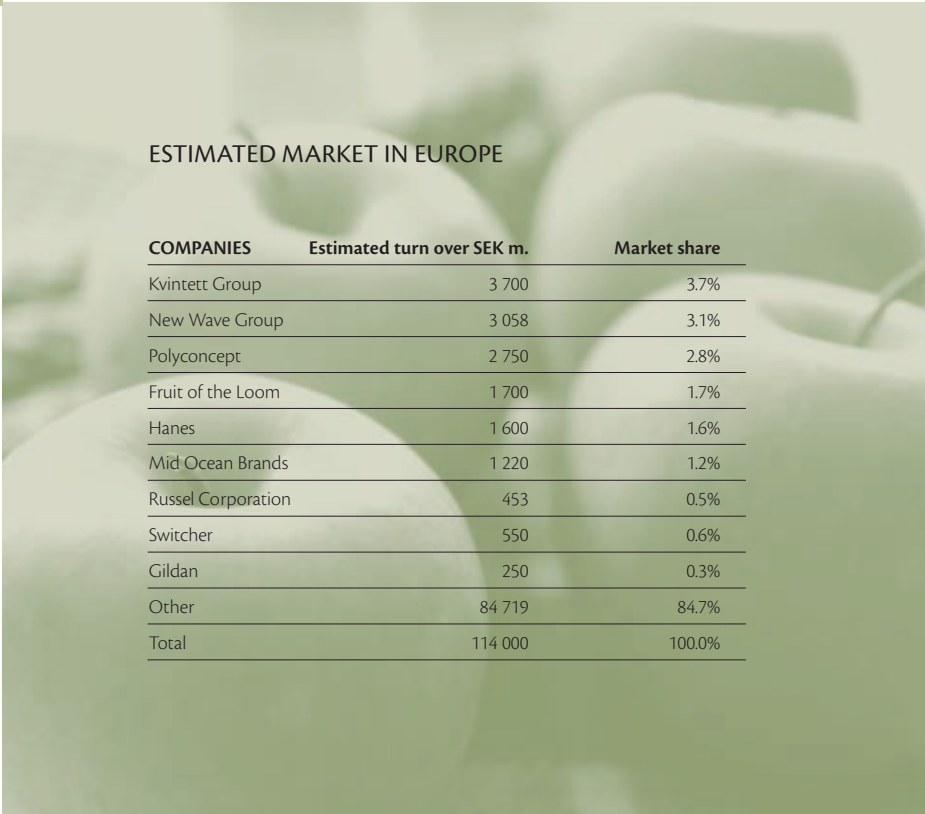 ESTIMATED MARKET IN EUROPE
COMPANIES Estimated turn over SEK m. Market share
Kvintett Group 3 700 3.7%
New Wave Group 3 058 3.1%
Polyconcept 2 750 2.8%
Fruit of the Loom 1 700 1.7%
Hanes 1 600 1.6%
Mid Ocean Brands 1 220 1.2%
Russel Corporation 453 0.5%
Switcher 550 0.6%
Gildan 250 0.3%
Other 84 719 84.7%
Total 114 000 100.0%